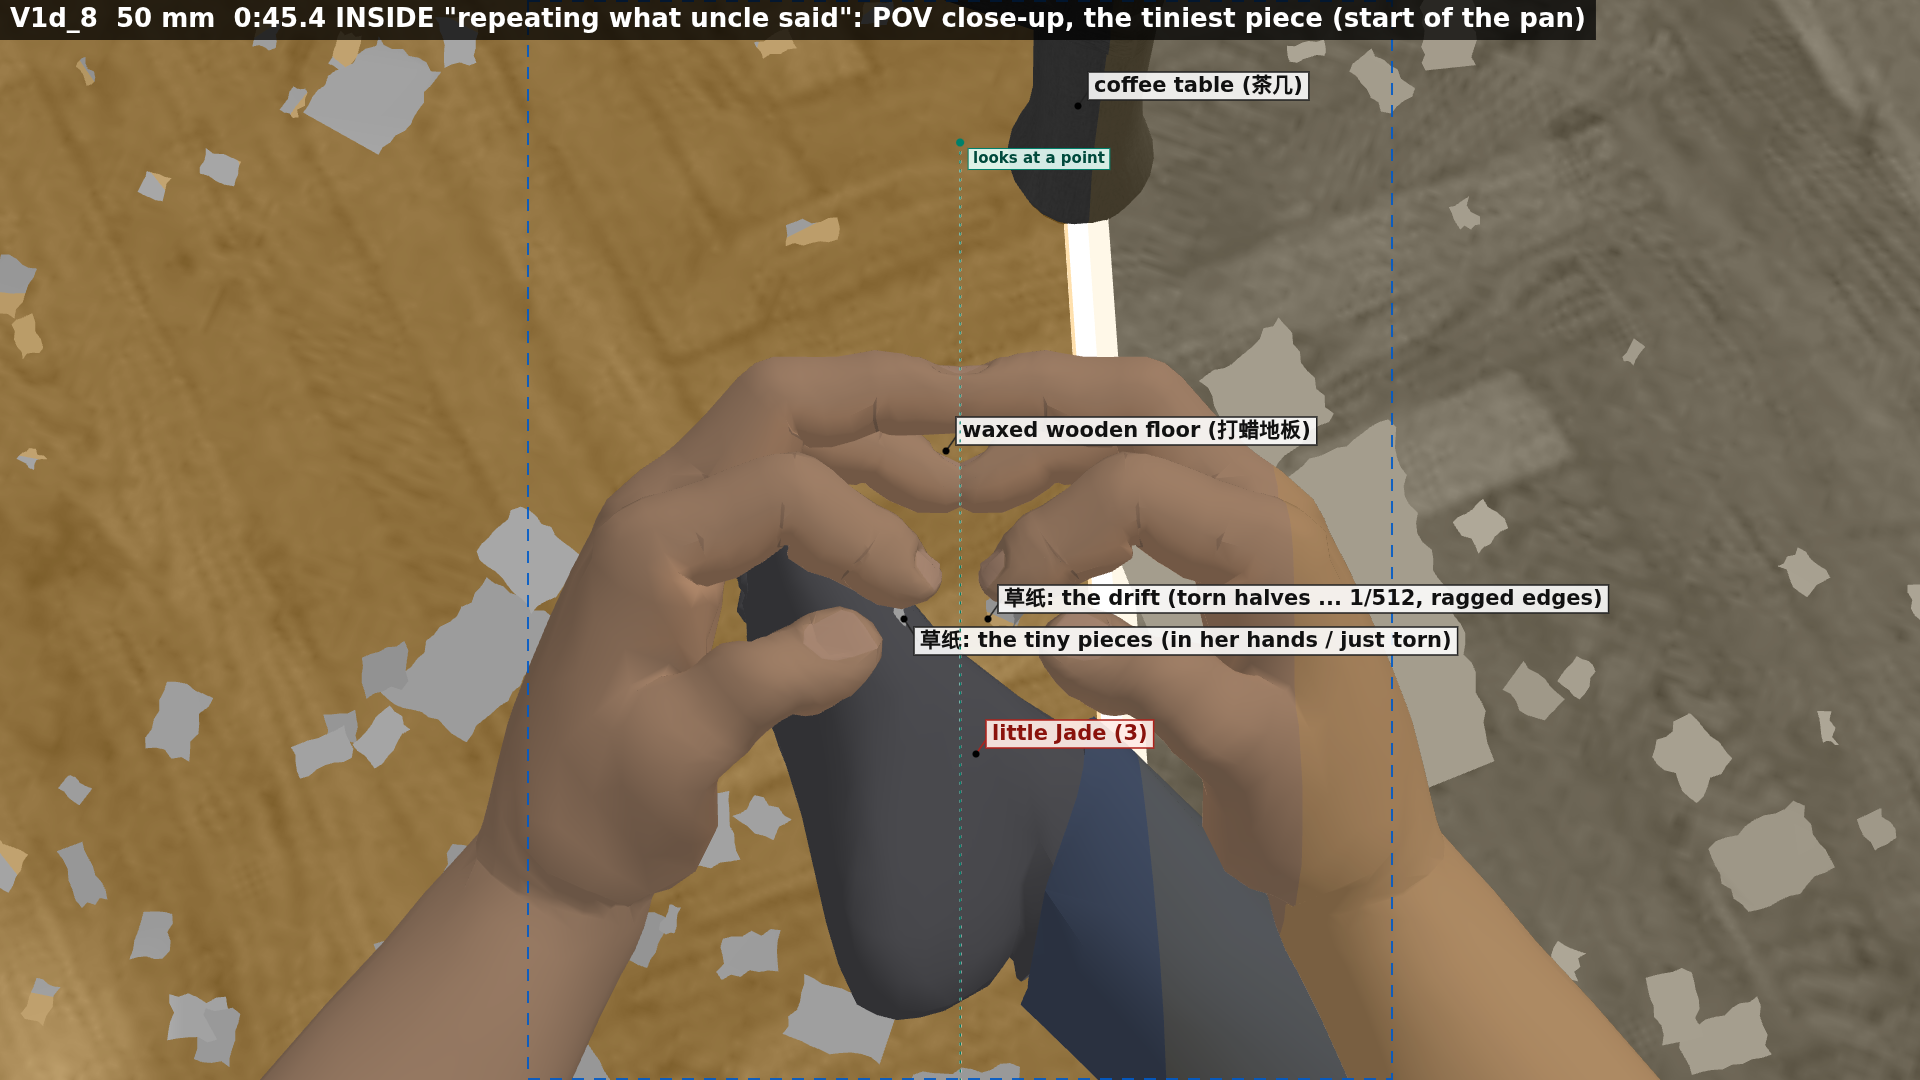 V1d_8  50 mm  0:45.4 INSIDE "repeating what uncle said": POV close-up, the tiniest piece (start of the pan)
coffee table (茶几)
looks at a point
waxed wooden floor (打蜡地板)
草纸: the drift (torn halves ... 1/512, ragged edges)
草纸: the tiny pieces (in her hands / just torn)
little Jade (3)